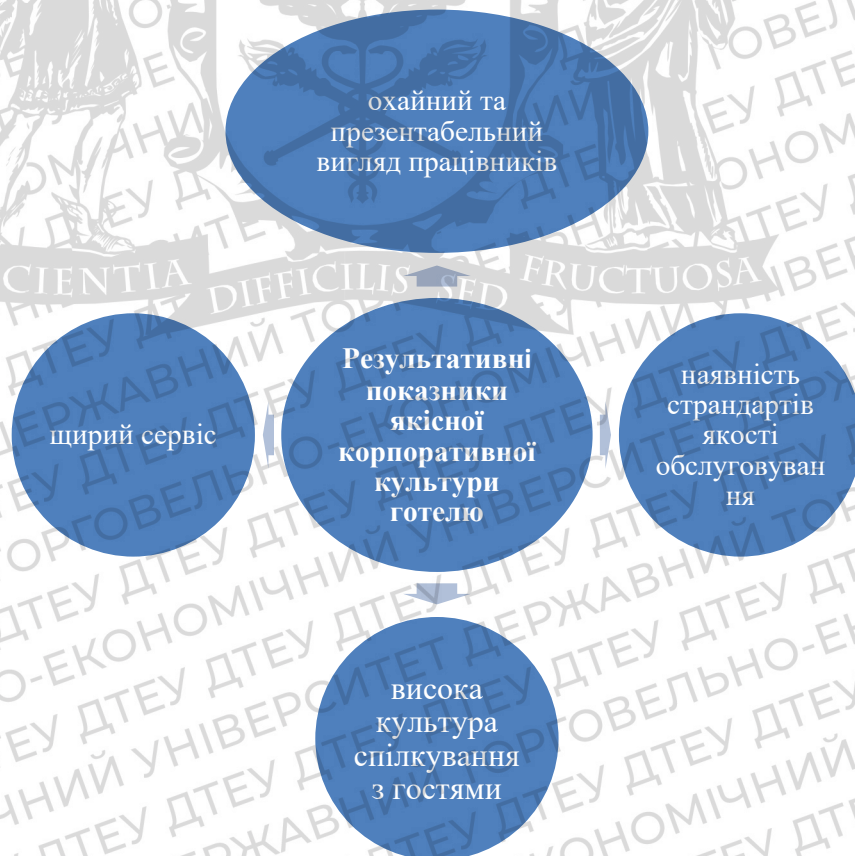 охайний та
презентабельний
вигляд працівників
CIENTIA DIFFICILIS SED FRUCTUOSA
щирий сервіс
Результативні
показники
якісної
корпоративної
культури
готелю
наявність
страндартів
якості
обслуговуван
ня
висока
культура
спілкування
з гостями